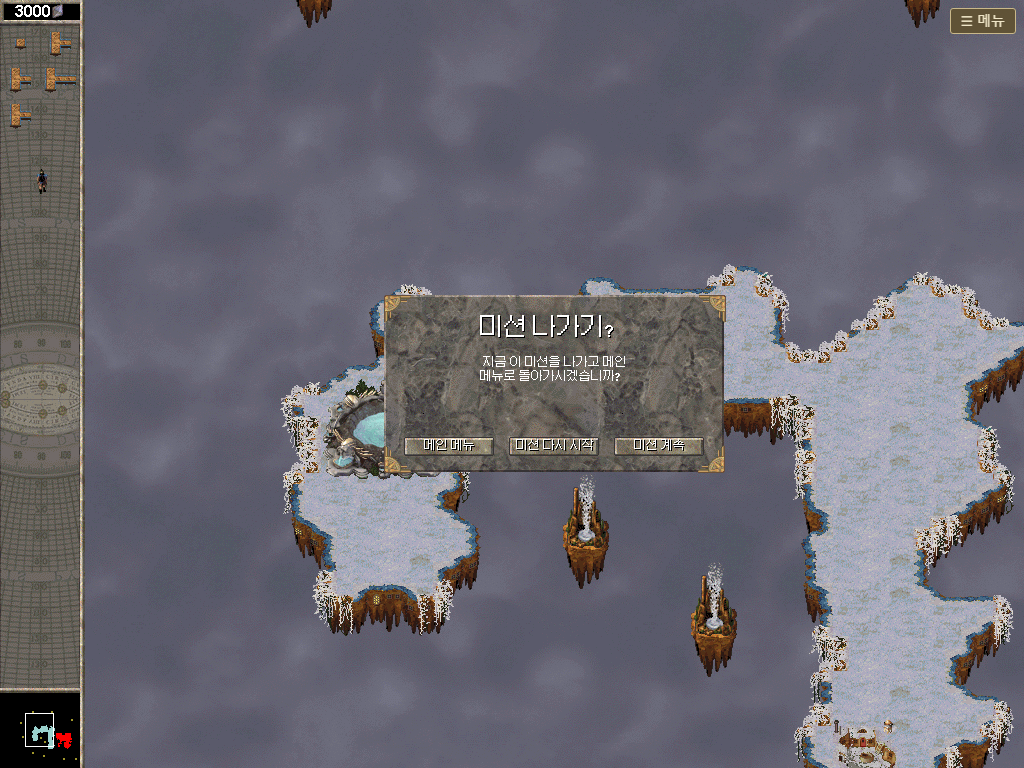 3000
☰ 메뉴
미션 나가기?
지금 이 미션을 나가고 메인
메뉴로 돌아가시겠습니까?
메인 메뉴
미션 다시 시작
미션 계속